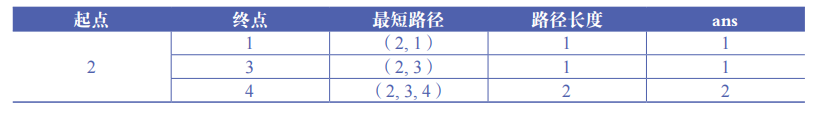 起点 终点 最短路径 路径长度 ans
1 (2, 1) 1 1
2 3 (2, 3) 1 1
4 (2, 3, 4) 2 2